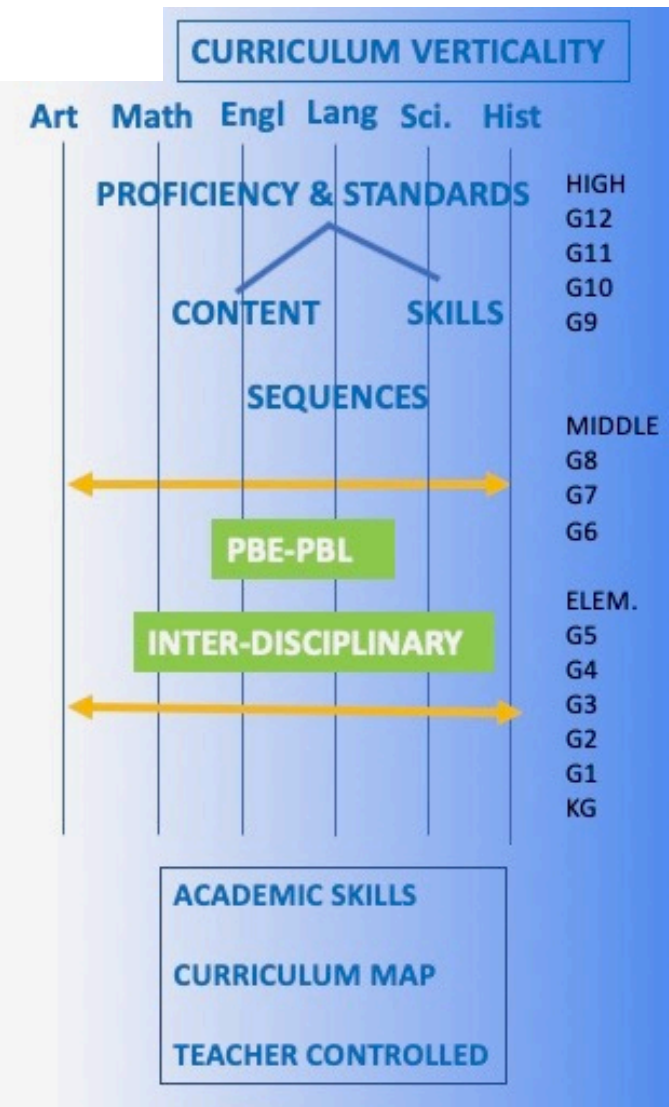 CURRICULUM VERTICALITY
Art Math Engl Lang Sci. Hist
PROFICIENCY & STANDARDS
CONTENT SKILLS
SEQUENCES
PBE-PBL
INTER-DISCIPLINARY
HIGH
G12
G11
G10
G9
MIDDLE
G8
G7
G6
ELEM.
G5
G4
G3
G2
G1
KG
ACADEMIC SKILLS
CURRICULUM MAP
TEACHER CONTROLLED